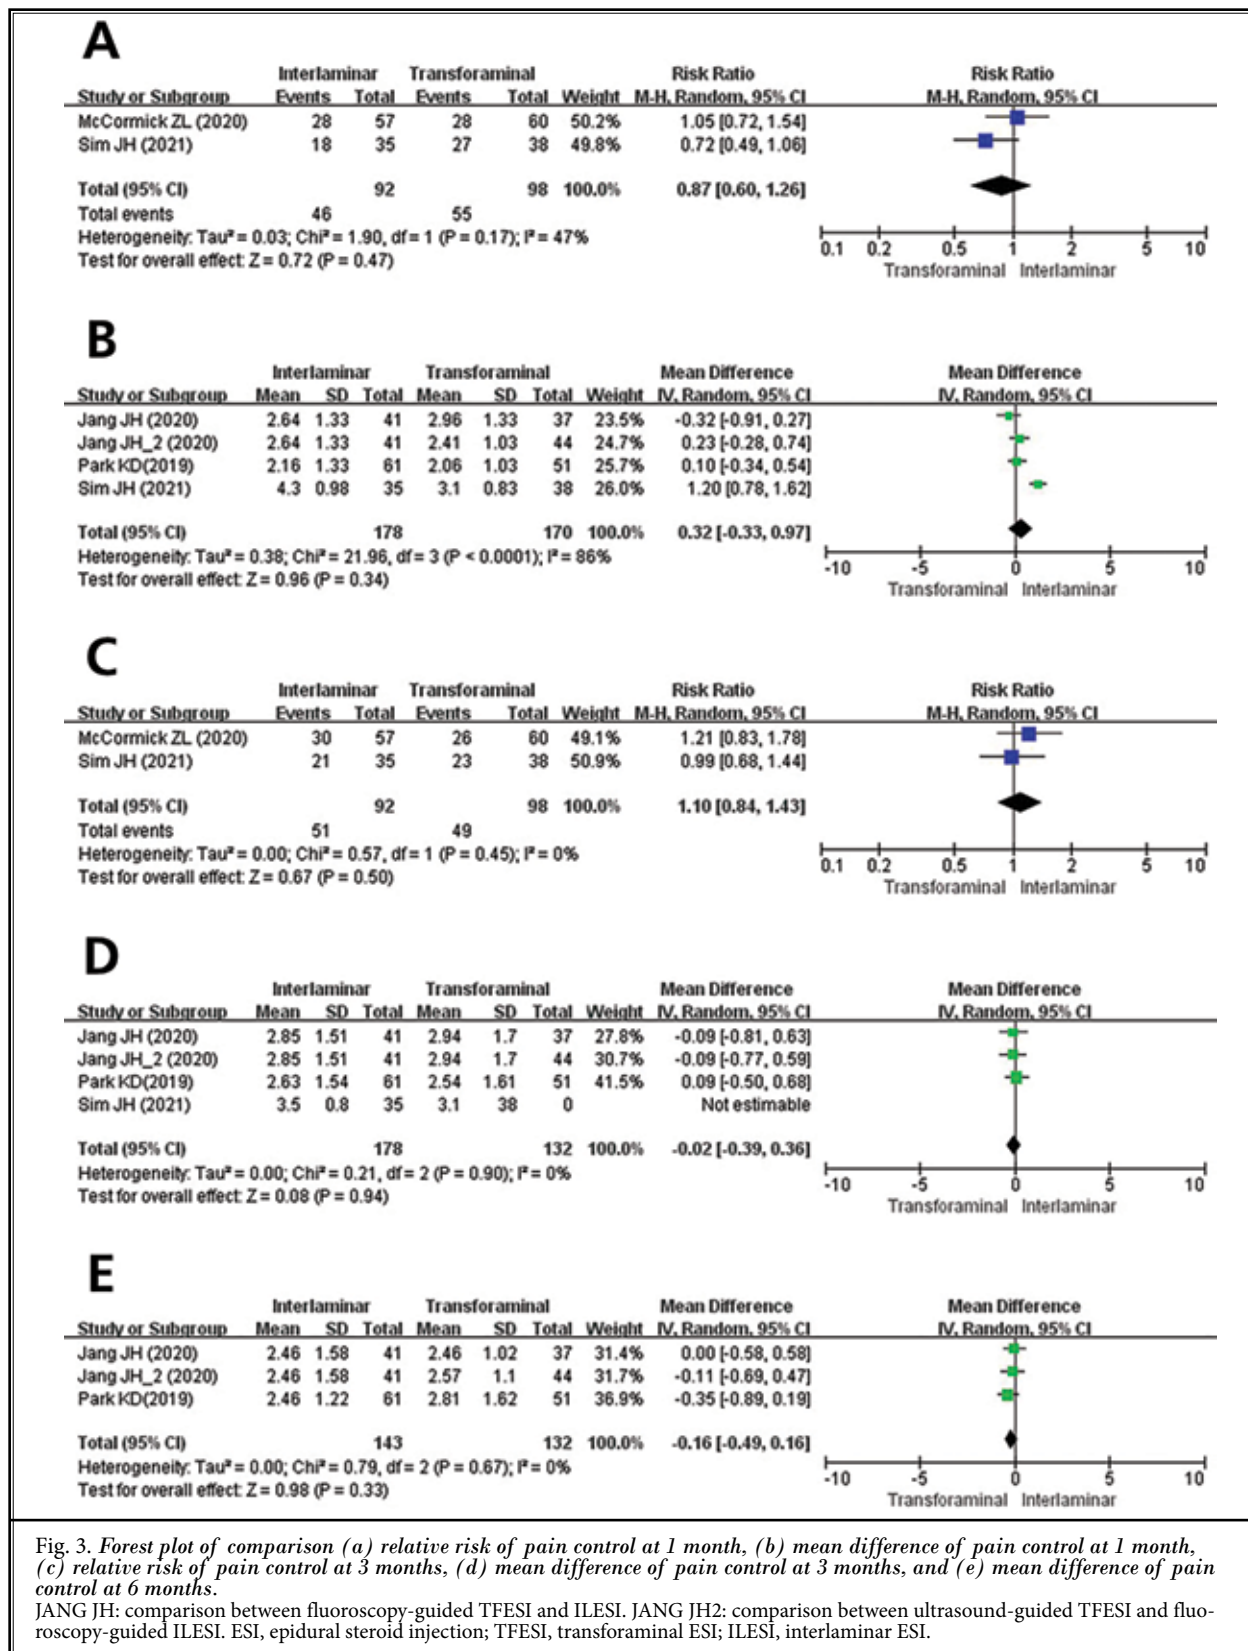 A
Interlaminar Transforaminal Risk Ratio Risk Ratio
Study or Subgroup Events Total Events Total Weight M-H, Random, 95% CI M-H, Random, 95% CI
McCormick ZL (2020) 28 57 28 60 50.2% 1.05 [0.72, 1.54]
Sim JH (2021) 18 35 27 38 49.8% 0.72 [0.49, 1.06]
Total (95% CI) 92 98 100.0% 0.87 [0.60, 1.26]
Total events 46 55
Heterogeneity: Tau² = 0.03; Chi² = 1.90, df = 1 (P = 0.17); I² = 47%
Test for overall effect: Z = 0.72 (P = 0.47)
0.1 0.2 0.5 1 2 5 10
Transforaminal Interlaminar
B
Interlaminar Transforaminal Mean Difference Mean Difference
Study or Subgroup Mean SD Total Mean SD Total Weight IV, Random, 95% CI IV, Random, 95% CI
Jang JH (2020) 2.64 1.33 41 2.96 1.33 37 23.5% -0.32 [-0.91, 0.27]
Jang JH_2 (2020) 2.64 1.33 41 2.41 1.03 44 24.7% 0.23 [-0.28, 0.74]
Park KD(2019) 2.16 1.33 61 2.06 1.03 51 25.7% 0.10 [-0.34, 0.54]
Sim JH (2021) 4.3 0.98 35 3.1 0.83 38 26.0% 1.20 [0.78, 1.62]
Total (95% CI) 178 170 100.0% 0.32 [-0.33, 0.97]
Heterogeneity: Tau² = 0.38; Chi² = 21.96, df = 3 (P < 0.0001); I² = 86%
Test for overall effect: Z = 0.96 (P = 0.34)
-10 -5 0 5 10
Transforaminal Interlaminar
C
Interlaminar Transforaminal Risk Ratio Risk Ratio
Study or Subgroup Events Total Events Total Weight M-H, Random, 95% CI M-H, Random, 95% CI
McCormick ZL (2020) 30 57 26 60 49.1% 1.21 [0.83, 1.78]
Sim JH (2021) 21 35 23 38 50.9% 0.99 [0.68, 1.44]
Total (95% CI) 92 98 100.0% 1.10 [0.84, 1.43]
Total events 51 49
Heterogeneity: Tau² = 0.00; Chi² = 0.57, df = 1 (P = 0.45); I² = 0%
Test for overall effect: Z = 0.67 (P = 0.50)
0.1 0.2 0.5 1 2 5 10
Transforaminal Interlaminar
D
Interlaminar Transforaminal Mean Difference Mean Difference
Study or Subgroup Mean SD Total Mean SD Total Weight IV, Random, 95% CI IV, Random, 95% CI
Jang JH (2020) 2.85 1.51 41 2.94 1.7 37 27.8% -0.09 [-0.81, 0.63]
Jang JH_2 (2020) 2.85 1.51 41 2.94 1.7 44 30.7% -0.09 [-0.77, 0.59]
Park KD(2019) 2.63 1.54 61 2.54 1.61 51 41.5% 0.09 [-0.50, 0.68]
Sim JH (2021) 3.5 0.8 35 3.1 38 0 Not estimable
Total (95% CI) 178 132 100.0% -0.02 [-0.39, 0.36]
Heterogeneity: Tau² = 0.00; Chi² = 0.21, df = 2 (P = 0.90); I² = 0%
Test for overall effect: Z = 0.08 (P = 0.94)
-10 -5 0 5 10
Transforaminal Interlaminar
E
Interlaminar Transforaminal Mean Difference Mean Difference
Study or Subgroup Mean SD Total Mean SD Total Weight IV, Random, 95% CI IV, Random, 95% CI
Jang JH (2020) 2.46 1.58 41 2.46 1.02 37 31.4% 0.00 [-0.58, 0.58]
Jang JH_2 (2020) 2.46 1.58 41 2.57 1.1 44 31.7% -0.11 [-0.69, 0.47]
Park KD(2019) 2.46 1.22 61 2.81 1.62 51 36.9% -0.35 [-0.89, 0.19]
Total (95% CI) 143 132 100.0% -0.16 [-0.49, 0.16]
Heterogeneity: Tau² = 0.00; Chi² = 0.79, df = 2 (P = 0.67); I² = 0%
Test for overall effect: Z = 0.98 (P = 0.33)
-10 -5 0 5 10
Transforaminal Interlaminar
Fig. 3. Forest plot of comparison (a) relative risk of pain control at 1 month, (b) mean difference of pain control at 1 month,
(c) relative risk of pain control at 3 months, (d) mean difference of pain control at 3 months, and (e) mean difference of pain
control at 6 months.
JANG JH: comparison between fluoroscopy-guided TFESI and ILESI. JANG JH2: comparison between ultrasound-guided TFESI and fluo-
roscopy-guided ILESI. ESI, epidural steroid injection; TFESI, transforaminal ESI; ILESI, interlaminar ESI.